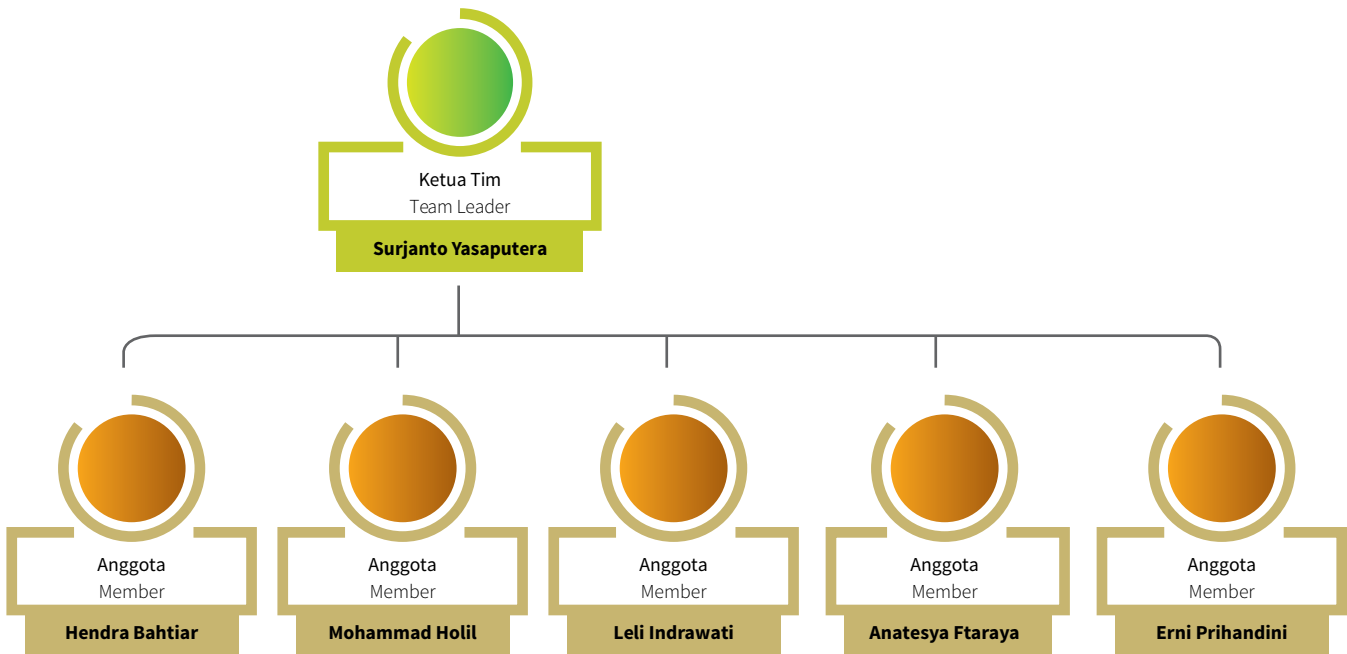 Ketua Tim
Team Leader
Surjanto Yasaputera
Anggota
Member
Hendra Bahtiar
Anggota
Member
Mohammad Holil
Anggota
Member
Leli Indrawati
Anggota
Member
Anatesya Ftaraya
Anggota
Member
Erni Prihandini